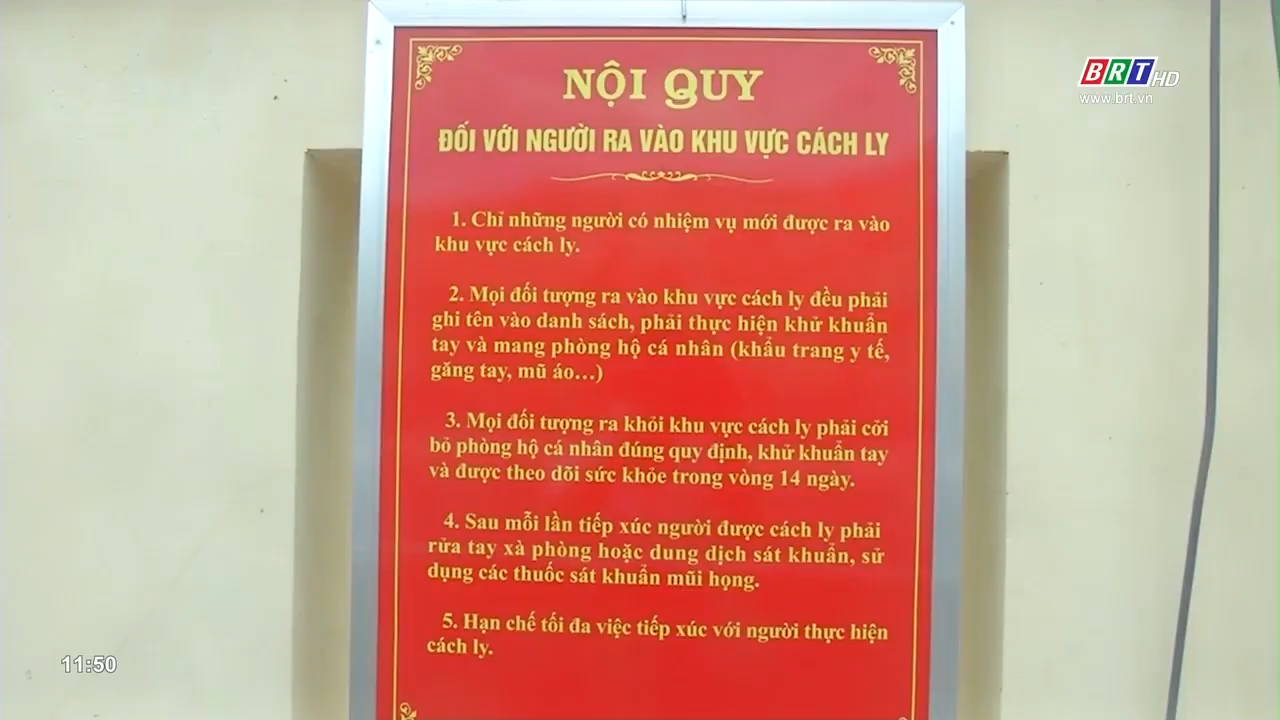 BRT HD
www.brt.vn
NỘI QUY
ĐỐI VỚI NGƯỜI RA VÀO KHU VỰC CÁCH LY
1. Chỉ những người có nhiệm vụ mới được ra vào
khu vực cách ly.
2. Mọi đối tượng ra vào khu vực cách ly đều phải
ghi tên vào danh sách, phải thực hiện khử khuẩn
tay và mang phòng hộ cá nhân (khẩu trang y tế,
găng tay, mũ áo...)
3. Mọi đối tượng ra khỏi khu vực cách ly phải cởi
bỏ phòng hộ cá nhân đúng quy định, khử khuẩn tay
và được theo dõi sức khỏe trong vòng 14 ngày.
4. Sau mỗi lần tiếp xúc người được cách ly phải
rửa tay xà phòng hoặc dung dịch sát khuẩn, sử
dụng các thuốc sát khuẩn mũi họng.
5. Hạn chế tối đa việc tiếp xúc với người thực hiện
cách ly.
11:50